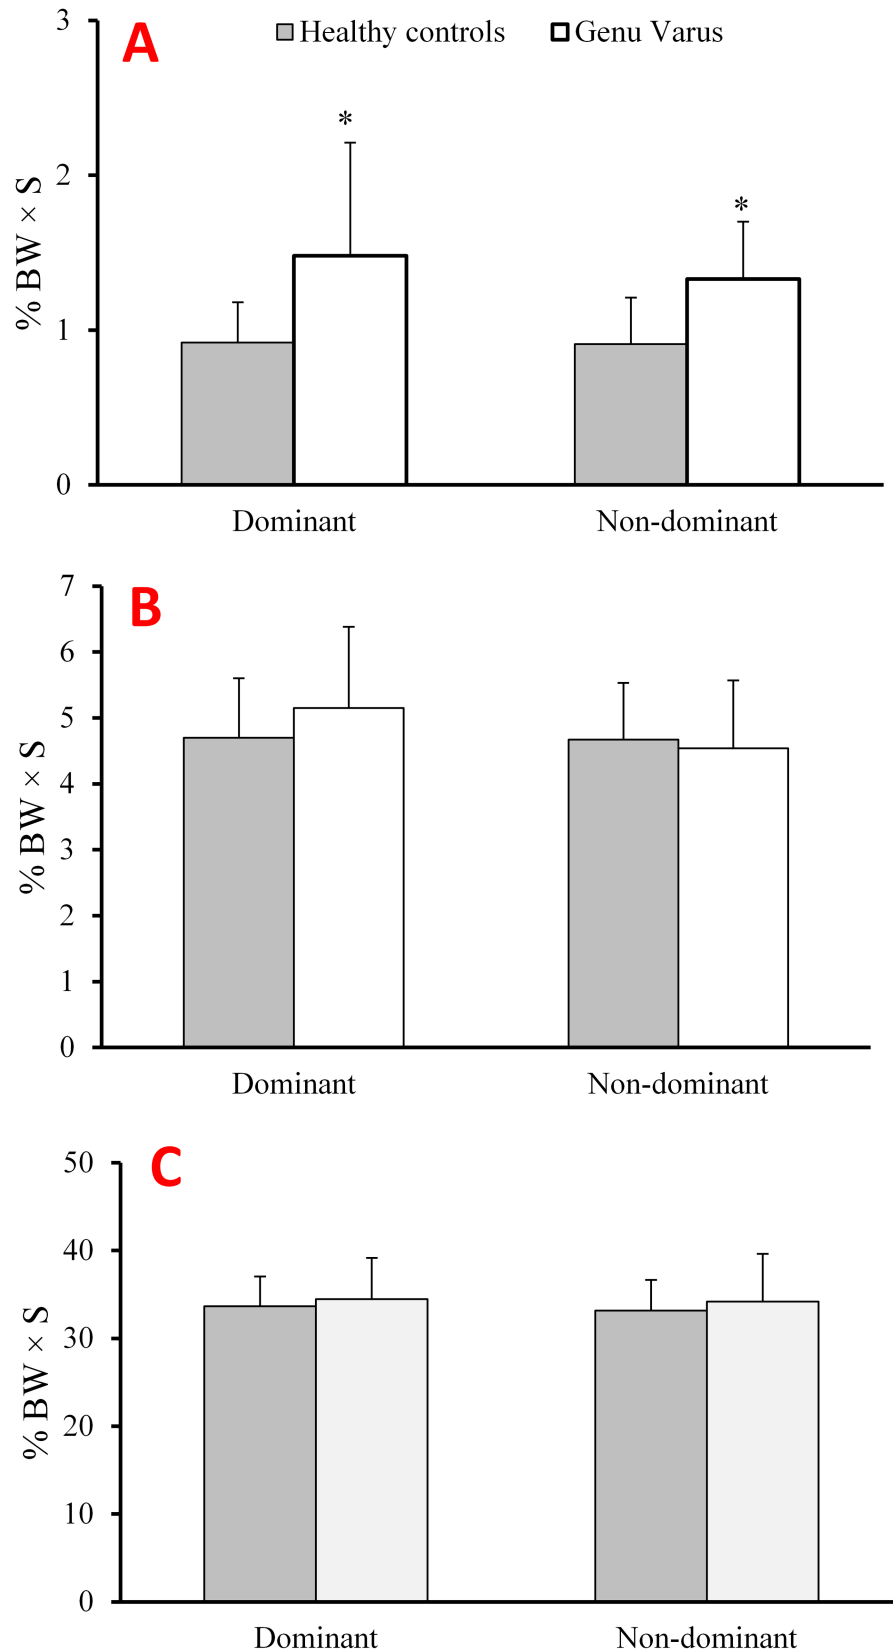 3
A
Healthy controls
Genu Varus
*
2
*
% BW × S
1
0
Dominant
Non-dominant
7
B
6
5
4
% BW × S
3
2
1
0
Dominant
Non-dominant
50
C
40
30
% BW × S
20
10
0
Dominant
Non-dominant